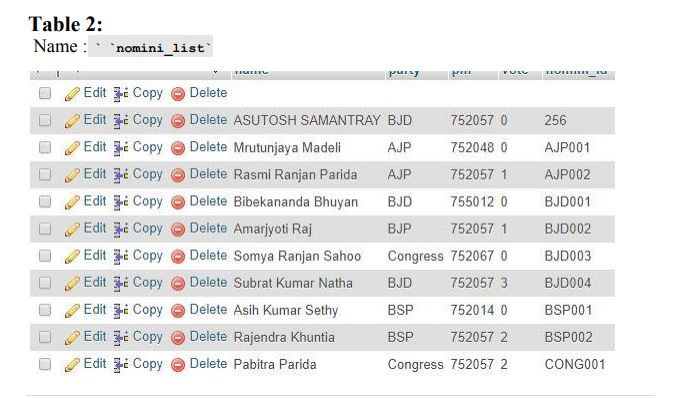 Table 2:
Name : ` `nomini_list`
name party pin vote nomini_id
Edit Copy Delete
Edit Copy Delete ASUTOSH SAMANTRAY BJD 752057 0 256
Edit Copy Delete Mrutunjaya Madeli AJP 752048 0 AJP001
Edit Copy Delete Rasmi Ranjan Parida AJP 752057 1 AJP002
Edit Copy Delete Bibekananda Bhuyan BJD 755012 0 BJD001
Edit Copy Delete Amarjyoti Raj BJP 752057 1 BJD002
Edit Copy Delete Somya Ranjan Sahoo Congress 752067 0 BJD003
Edit Copy Delete Subrat Kumar Natha BJD 752057 3 BJD004
Edit Copy Delete Asih Kumar Sethy BSP 752014 0 BSP001
Edit Copy Delete Rajendra Khuntia BSP 752057 2 BSP002
Edit Copy Delete Pabitra Parida Congress 752057 2 CONG001